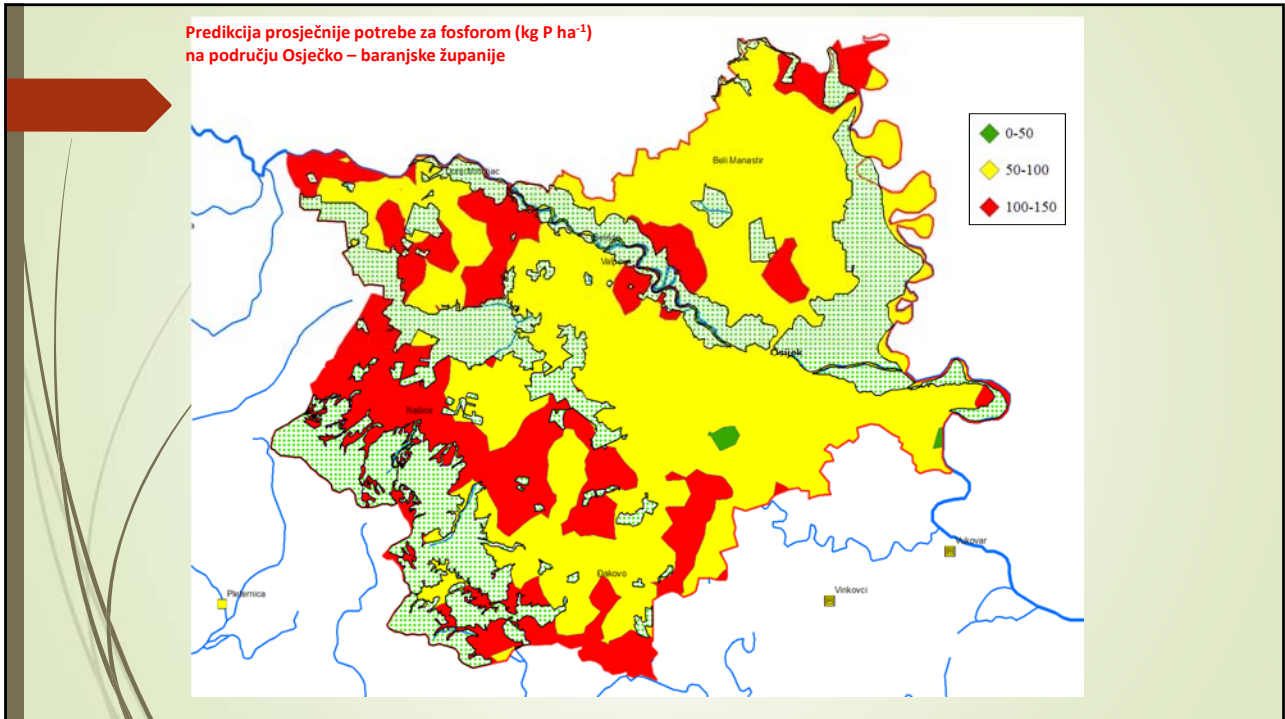 Predikcija prosječnije potrebe za fosforom (kg P ha⁻¹)
na području Osječko – baranjske županije
0-50
50-100
100-150
Beli Manastir
Osijek
Našice
Đakovo
Vukovar
Vinkovci
Pleternica